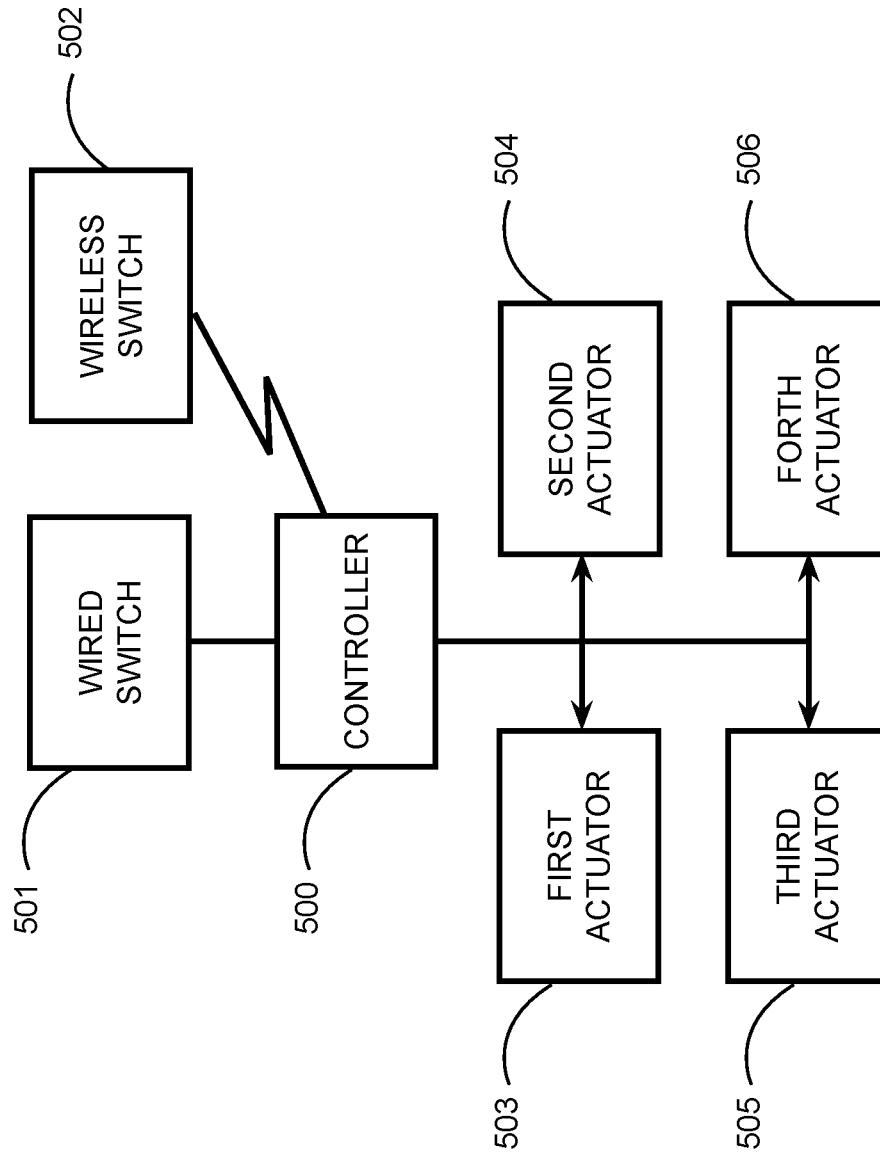 501
WIRED
SWITCH
WIRELESS
SWITCH
502
500
CONTROLLER
503
FIRST
ACTUATOR
SECOND
ACTUATOR
504
505
THIRD
ACTUATOR
FORTH
ACTUATOR
506